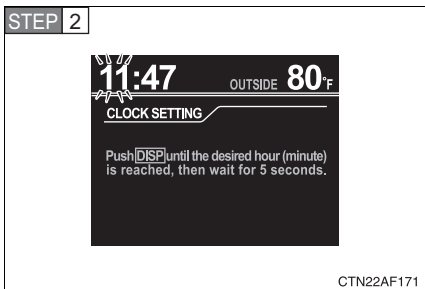 STEP 2
11:47 OUTSIDE 80°F
CLOCK SETTING
Push DISP until the desired hour (minute)
is reached, then wait for 5 seconds.
CTN22AF171